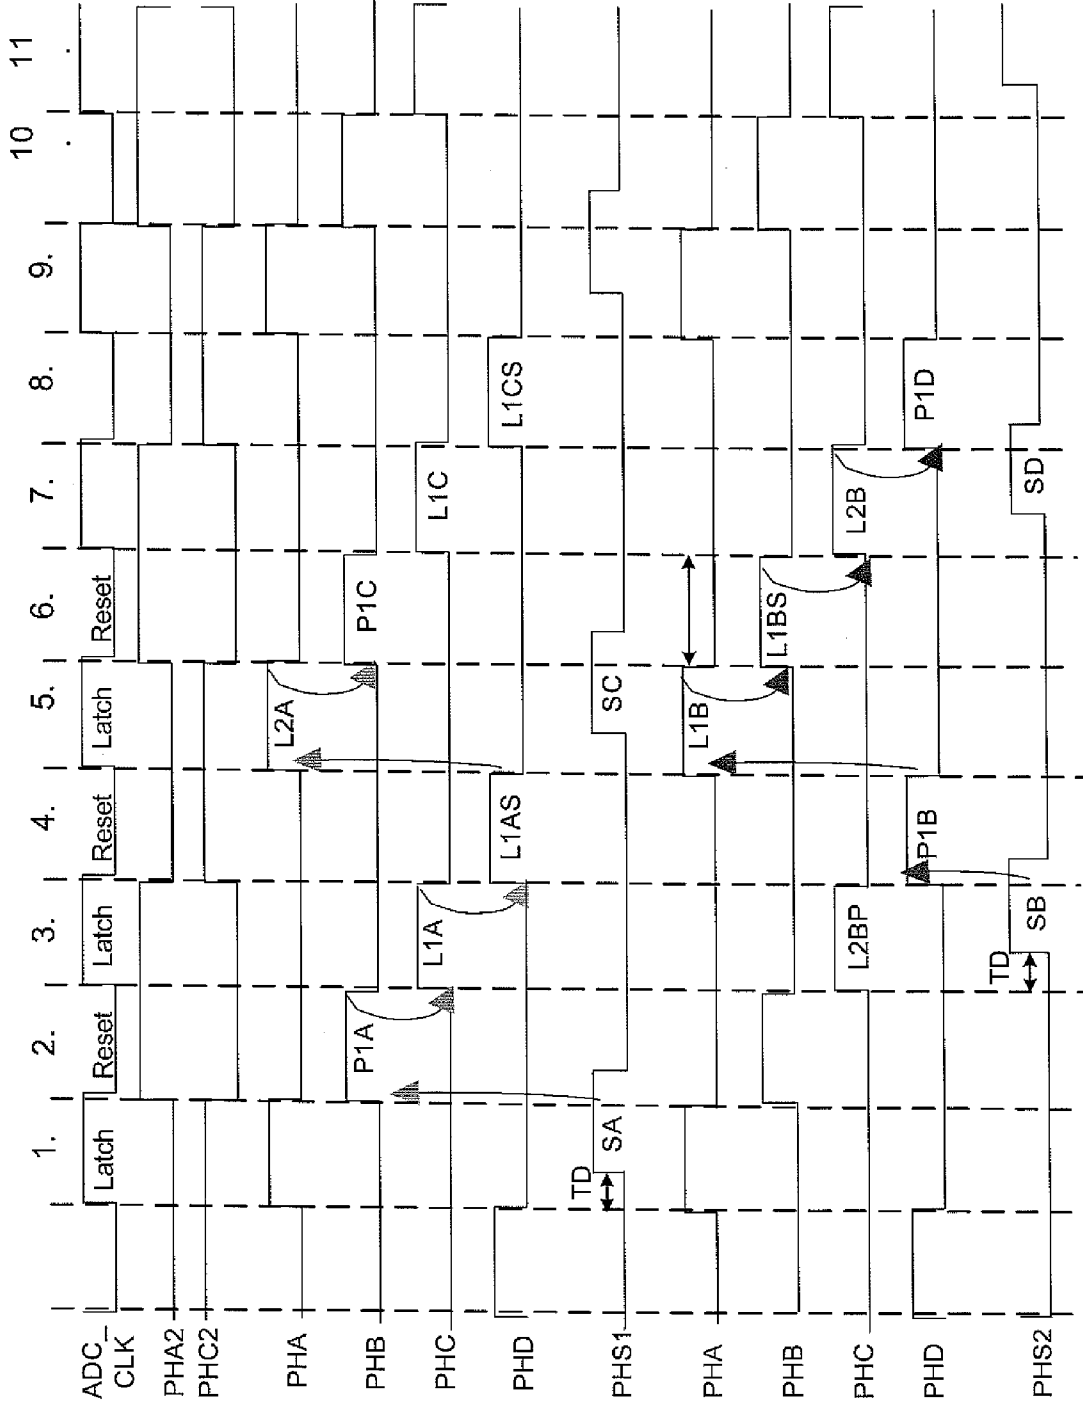 1. 2. 3. 4. 5. 6. 7. 8. 9. 10 11
ADC_
CLK
Latch Reset Latch Reset Latch Reset
PHA2
PHC2
PHA
L2A
PHB
P1A P1C
PHC
L1A L1C
PHD
L1AS L1CS
PHS1
TD SA SC
PHA
L1B
PHB
L1BS
PHC
L2BP L2B
PHD
P1B P1D
PHS2
TD SB SD